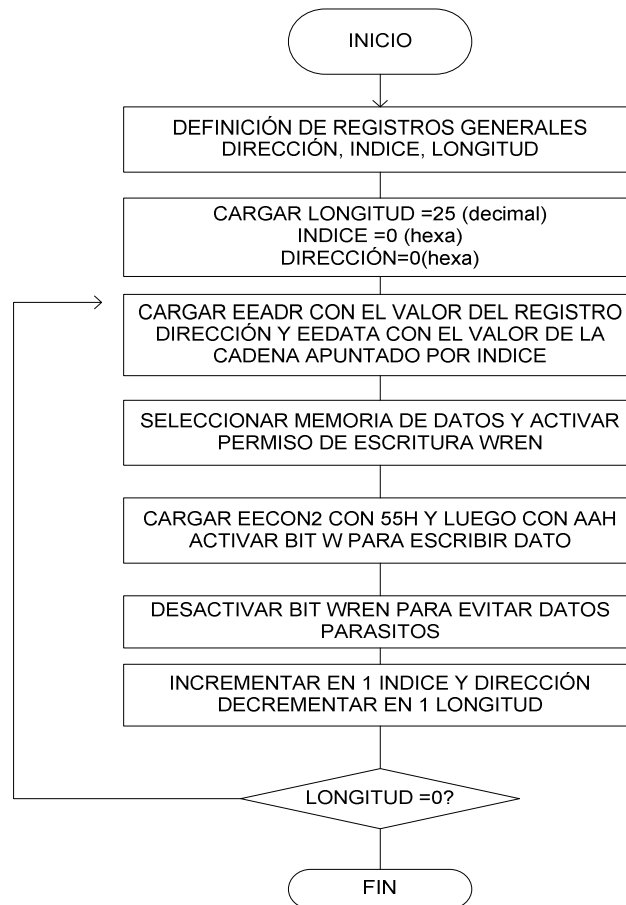 INICIO
DEFINICIÓN DE REGISTROS GENERALES
DIRECCIÓN, INDICE, LONGITUD
CARGAR LONGITUD =25 (decimal)
INDICE =0 (hexa)
DIRECCIÓN=0(hexa)
CARGAR EEADR CON EL VALOR DEL REGISTRO
DIRECCIÓN Y EEDATA CON EL VALOR DE LA
CADENA APUNTADO POR INDICE
SELECCIONAR MEMORIA DE DATOS Y ACTIVAR
PERMISO DE ESCRITURA WREN
CARGAR EECON2 CON 55H Y LUEGO CON AAH
ACTIVAR BIT W PARA ESCRIBIR DATO
DESACTIVAR BIT WREN PARA EVITAR DATOS
PARASITOS
INCREMENTAR EN 1 INDICE Y DIRECCIÓN
DECREMENTAR EN 1 LONGITUD
LONGITUD =0?
FIN